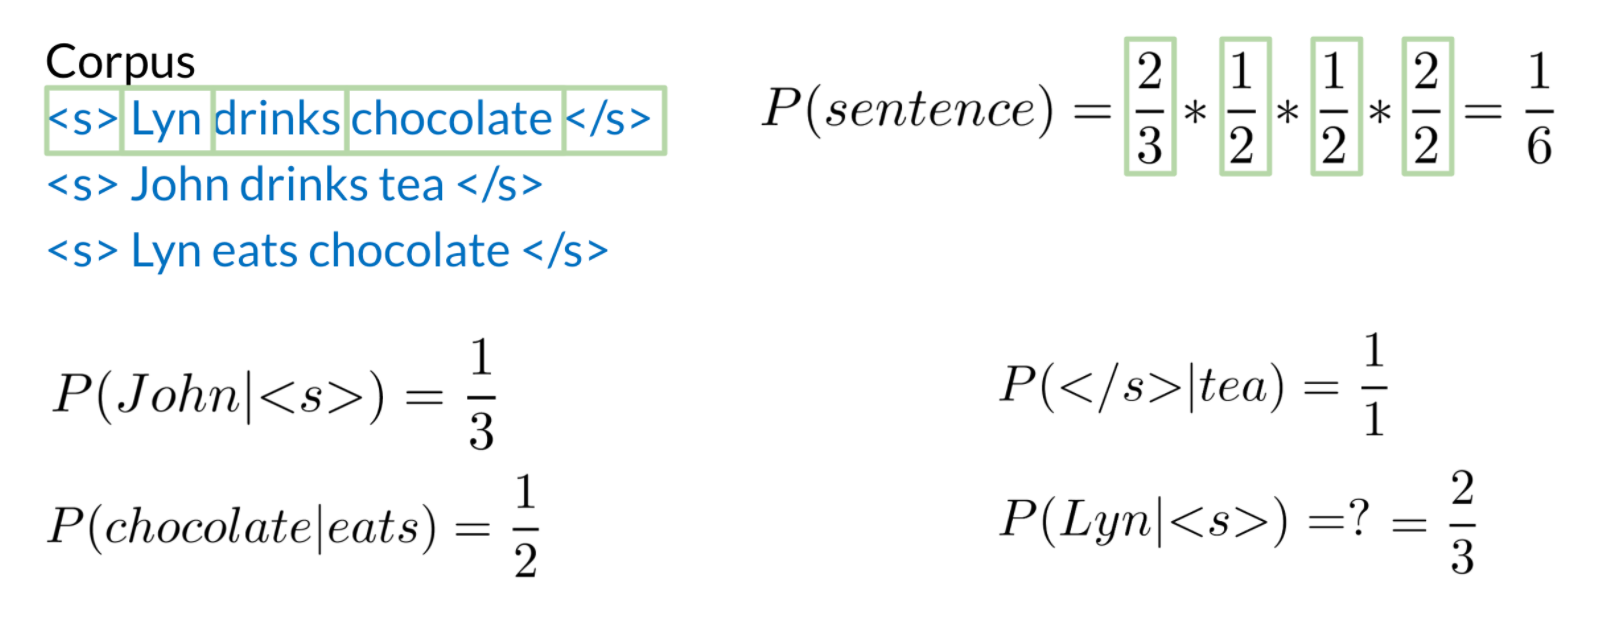 Corpus
<s> Lyn drinks chocolate </s>
<s> John drinks tea </s>
<s> Lyn eats chocolate </s>
P(sentence) = 2/3 * 1/2 * 1/2 * 2/2 = 1/6
P(John|<s>) = 1/3
P(</s>|tea) = 1/1
P(chocolate|eats) = 1/2
P(Lyn|<s>) =? = 2/3